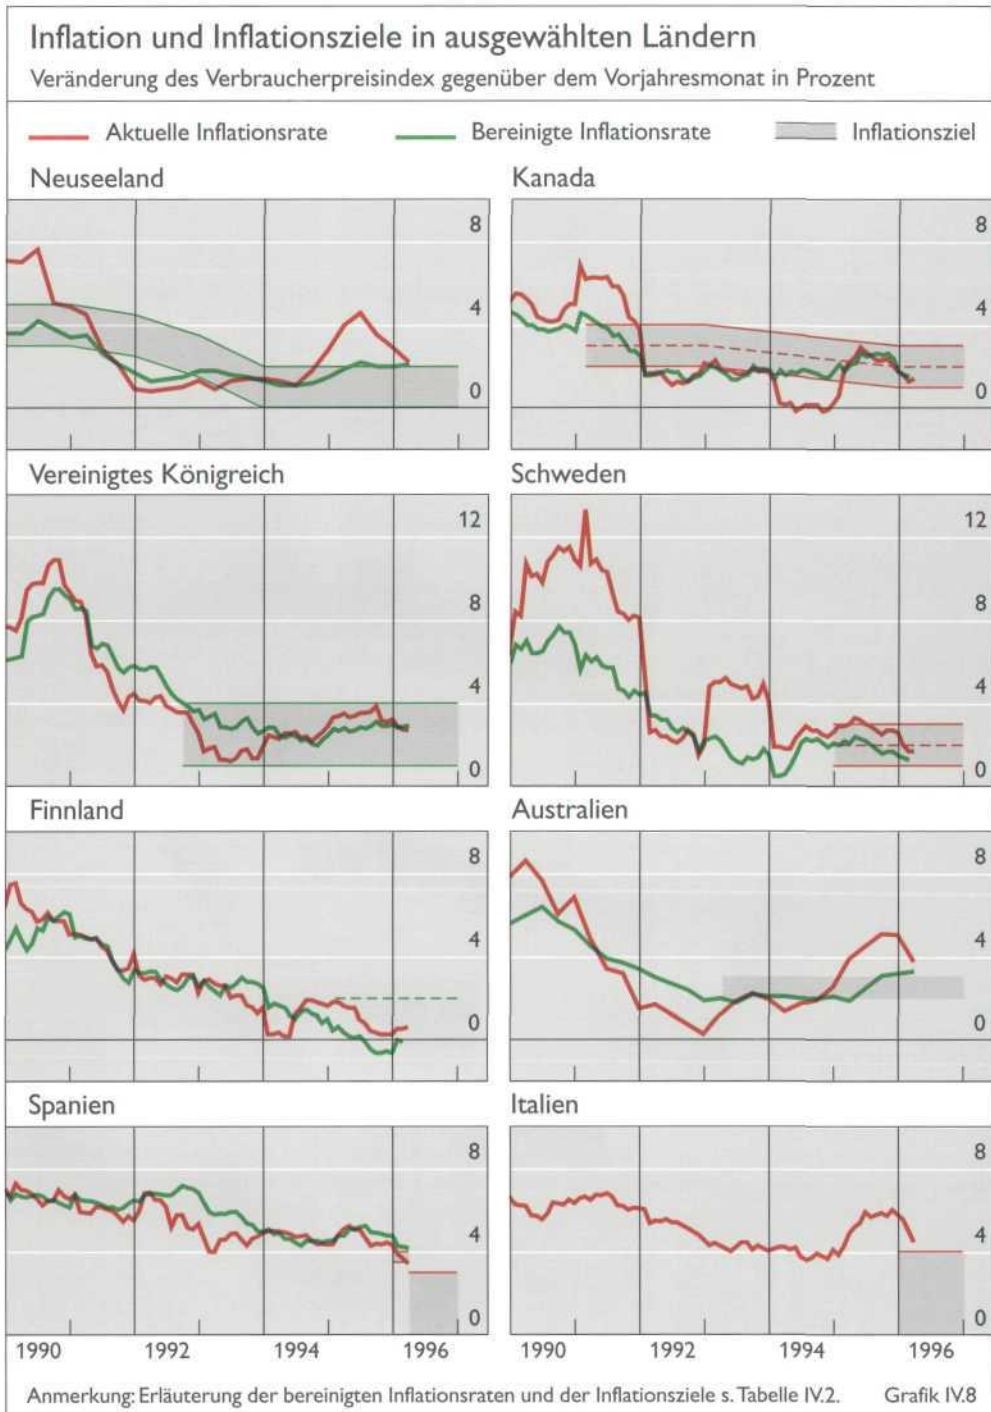 Inflation und Inflationsziele in ausgewählten Ländern
Veränderung des Verbraucherpreisindex gegenüber dem Vorjahresmonat in Prozent
Aktuelle Inflationsrate Bereinigte Inflationsrate Inflationsziel
Neuseeland
8
4
0
Kanada
8
4
0
Vereinigtes Königreich
12
8
4
0
Schweden
12
8
4
0
Finnland
8
4
0
Australien
8
4
0
Spanien
8
4
0
1990 1992 1994 1996
Italien
8
4
0
1990 1992 1994 1996
Anmerkung: Erläuterung der bereinigten Inflationsraten und der Inflationsziele s. Tabelle IV.2. Grafik IV.8